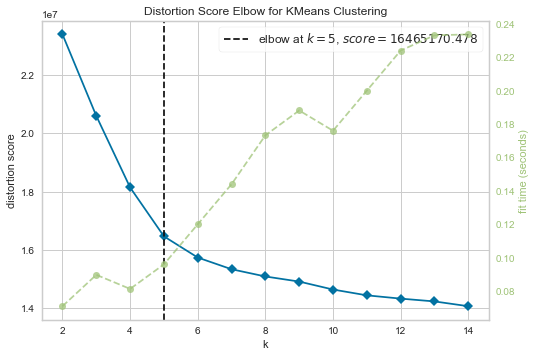 Distortion Score Elbow for KMeans Clustering
1e7
elbow at k = 5, score = 16465170.478
distortion score
2.2
2.0
1.8
1.6
1.4
0.24
0.22
0.20
0.18
0.16
0.14
0.12
0.10
0.08
fit time (seconds)
2 4 6 8 10 12 14
k